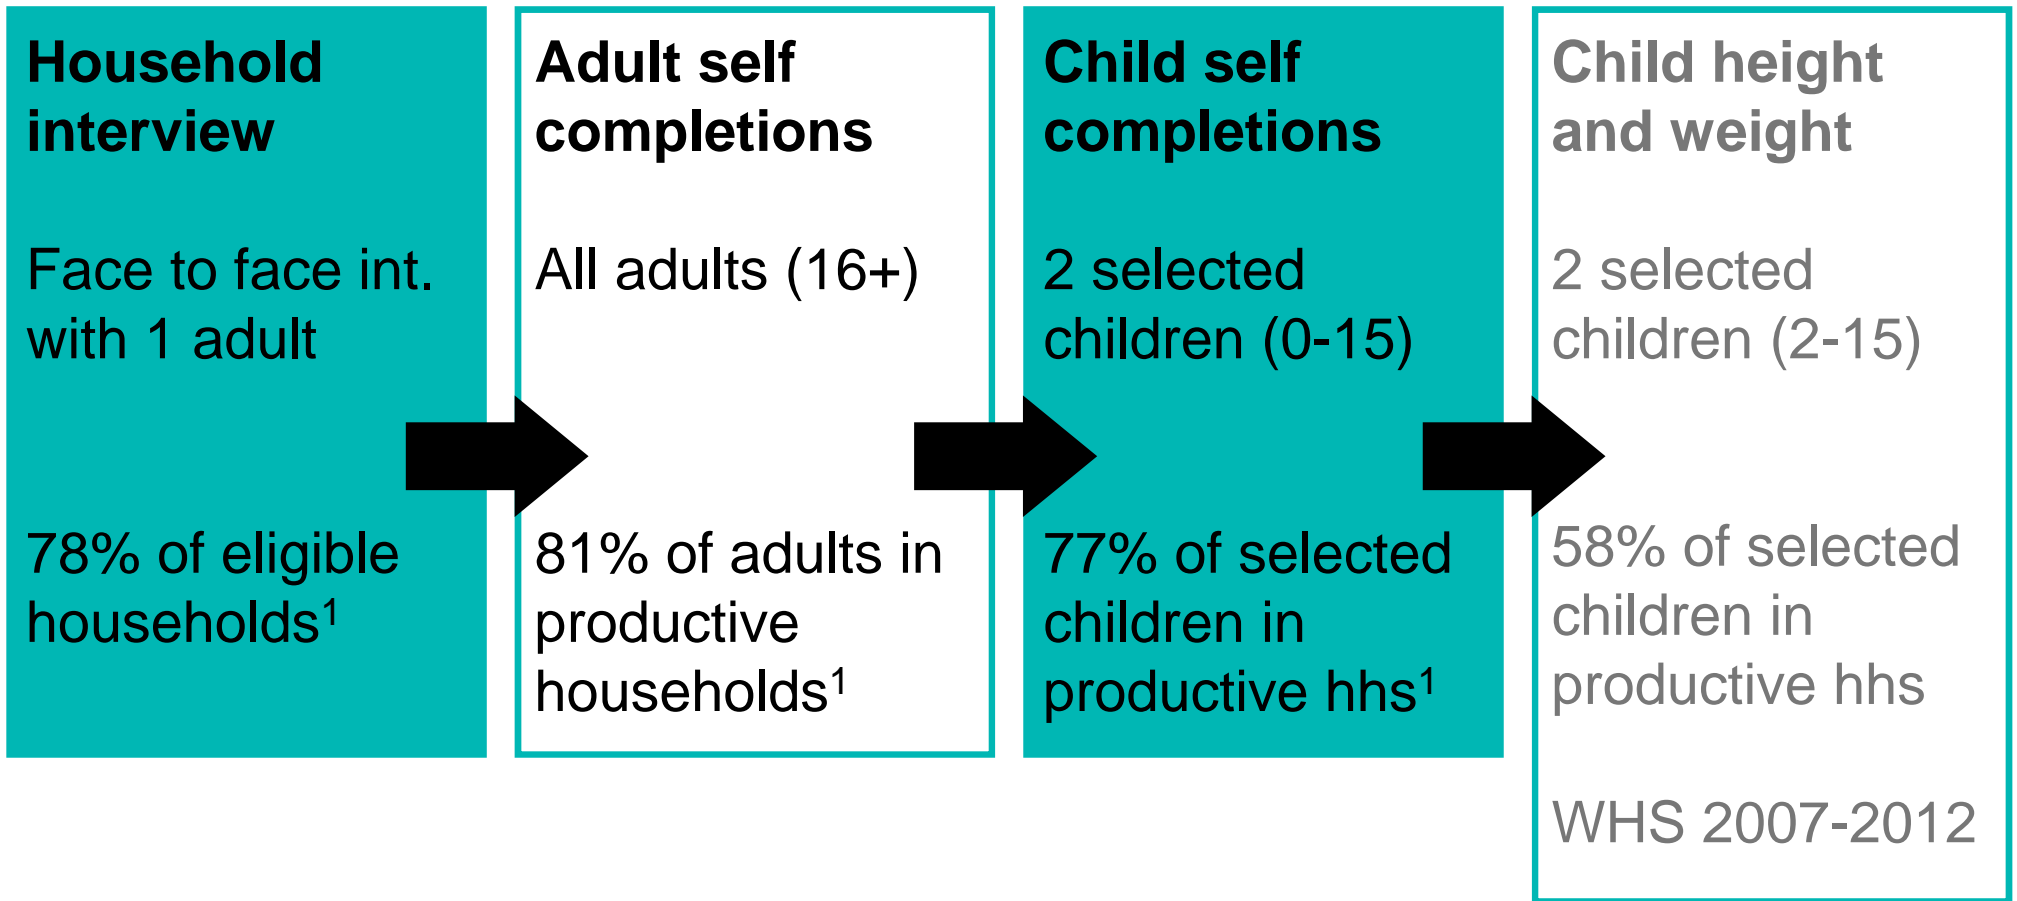 Household
interview
Face to face int.
with 1 adult
78% of eligible
households¹
Adult self
completions
All adults (16+)
81% of adults in
productive
households¹
Child self
completions
2 selected
children (0-15)
77% of selected
children in
productive hhs¹
Child height
and weight
2 selected
children (2-15)
58% of selected
children in
productive hhs
WHS 2007-2012